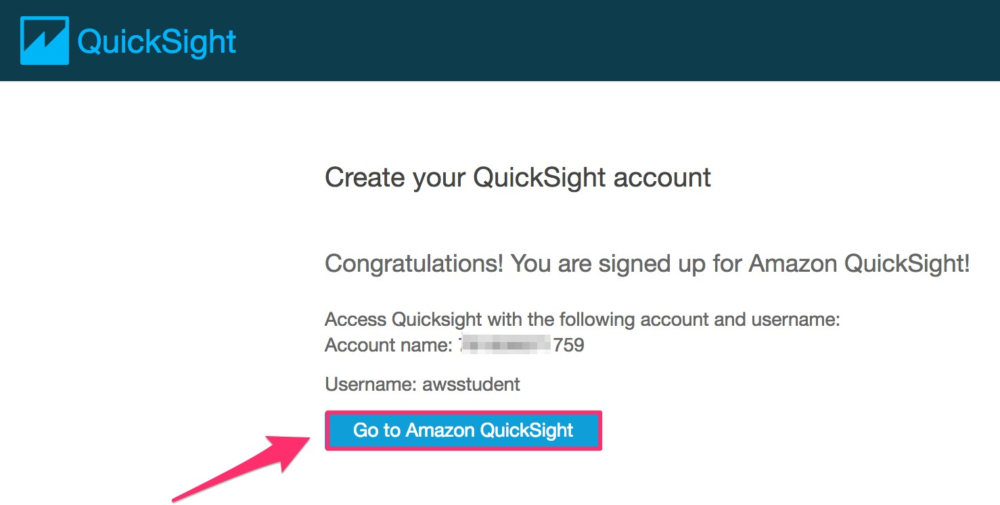 QuickSight
Create your QuickSight account
Congratulations! You are signed up for Amazon QuickSight!
Access Quicksight with the following account and username:
Account name: 759
Username: awsstudent
Go to Amazon QuickSight